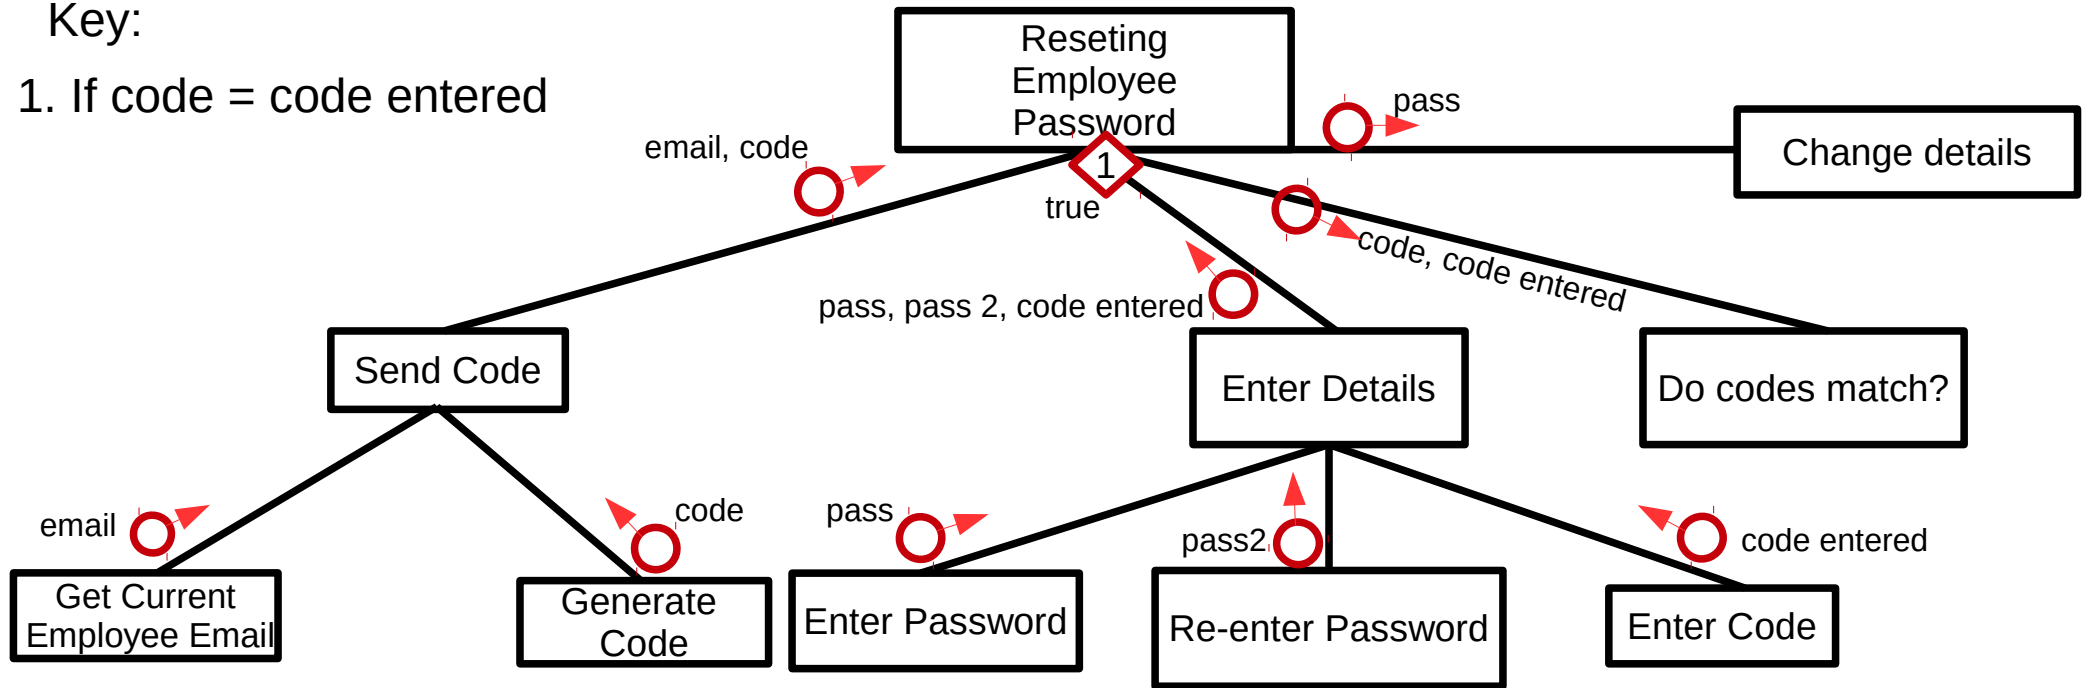 Key:
1. If code = code entered
Reseting
Employee
Password
pass
Change details
email, code
1
true
code, code entered
pass, pass 2, code entered
Send Code
Enter Details
Do codes match?
email
code
pass
pass2
code entered
Get Current
Employee Email
Generate
Code
Enter Password
Re-enter Password
Enter Code